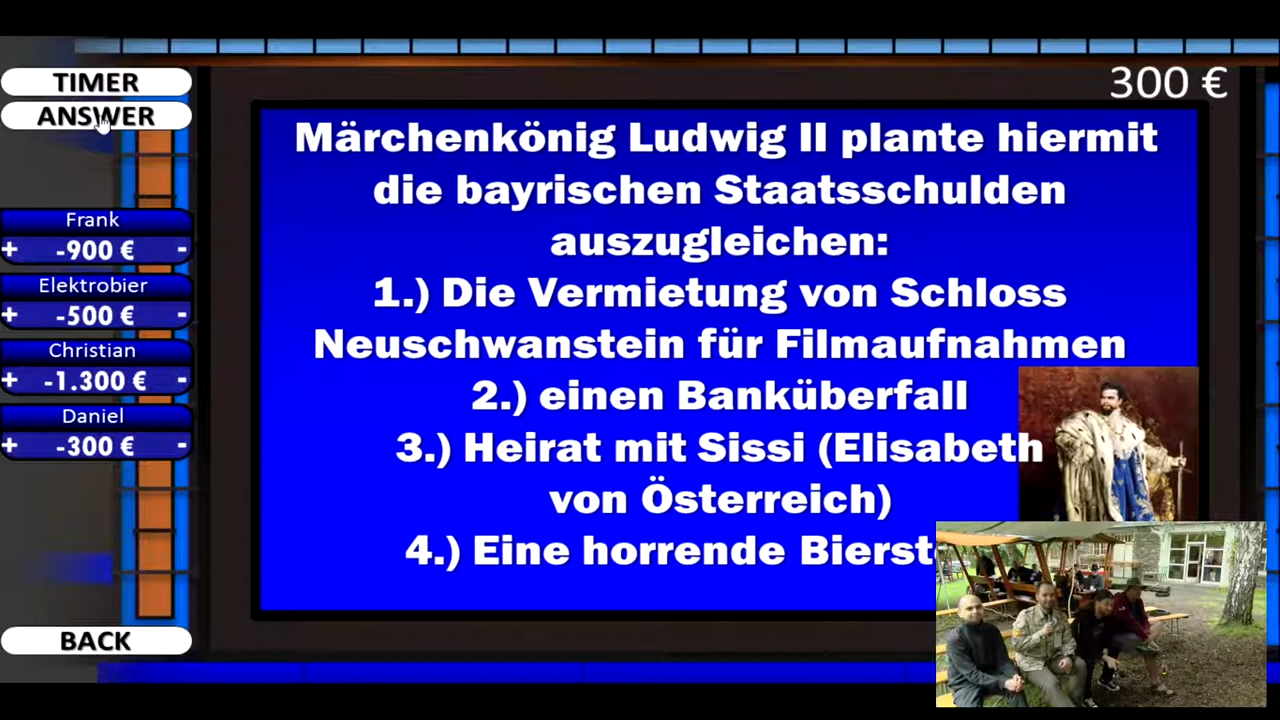 TIMER
300 €
ANSWER
Märchenkönig Ludwig II plante hiermit
die bayrischen Staatsschulden
auszugleichen:
1.) Die Vermietung von Schloss
Neuschwanstein für Filmaufnahmen
2.) einen Banküberfall
3.) Heirat mit Sissi (Elisabeth
von Österreich)
4.) Eine horrende
Frank
+ -900 € -
Elektrobier
+ -500 € -
Christian
+ -1.300 € -
Daniel
+ -300 € -
BACK